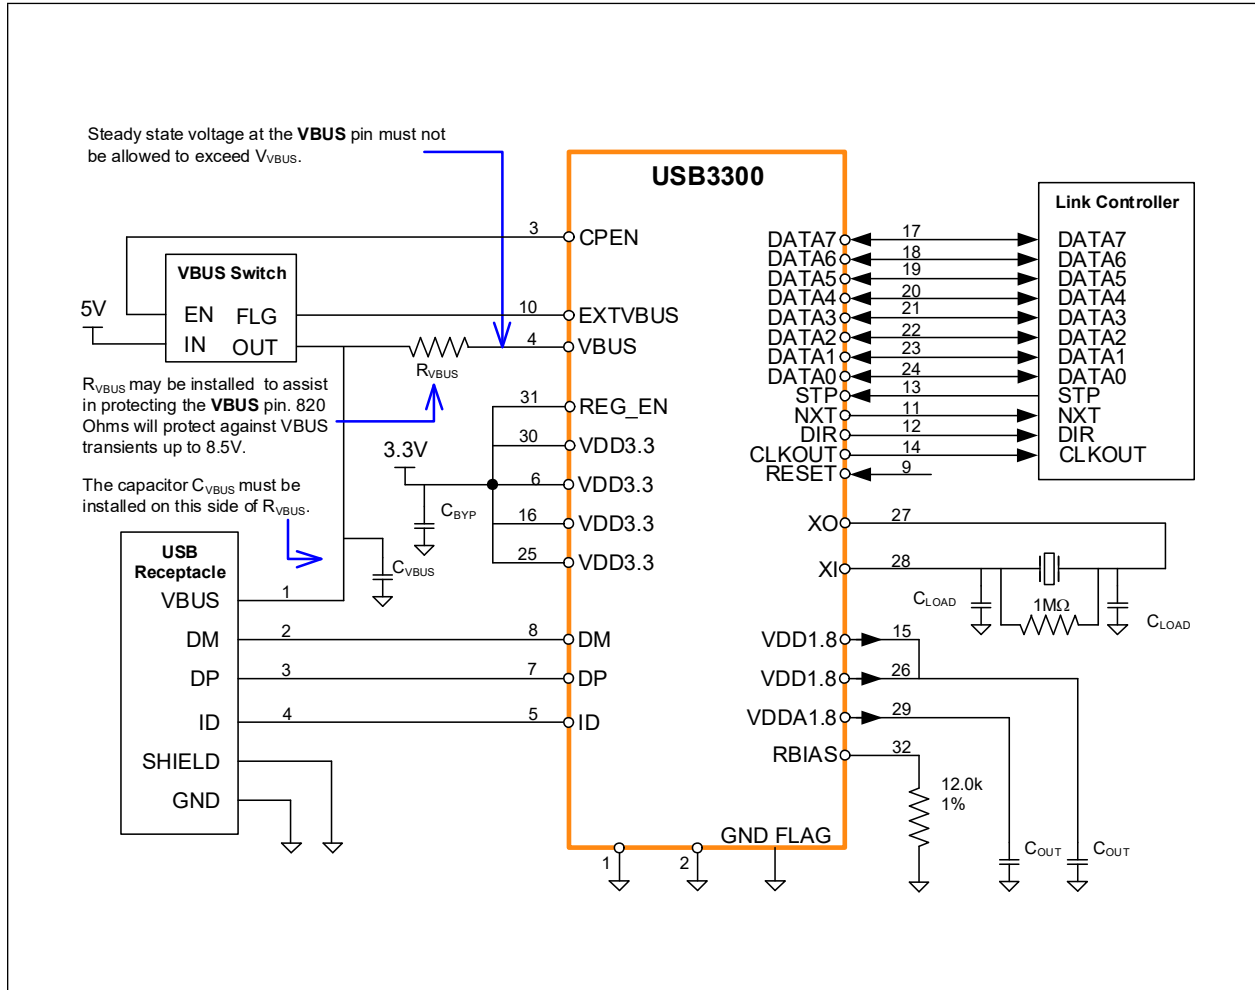 Steady state voltage at the VBUS pin must not
be allowed to exceed VVBUS.
USB3300
Link Controller
3
CPEN
VBUS Switch
5V
EN FLG
IN OUT
10
EXTVBUS
4
VBUS
RVBUS
RVBUS may be installed to assist
in protecting the VBUS pin. 820
Ohms will protect against VBUS
transients up to 8.5V.
The capacitor CVBUS must be
installed on this side of RVBUS.
31
REG_EN
30
VDD3.3
3.3V
6
VDD3.3
CBYP
16
VDD3.3
25
VDD3.3
CVBUS
USB
Receptacle
VBUS 1
DM 2 8 DM
DP 3 7 DP
ID 4 5 ID
SHIELD
GND
DATA7 17 DATA7
DATA6 18 DATA6
DATA5 19 DATA5
DATA4 20 DATA4
DATA3 21 DATA3
DATA2 22 DATA2
DATA1 23 DATA1
DATA0 24 DATA0
STP 13 STP
NXT 11 NXT
DIR 12 DIR
CLKOUT 14 CLKOUT
RESET 9
XO 27
XI 28
CLOAD
1MΩ
CLOAD
VDD1.8 15
VDD1.8 26
VDDA1.8 29
RBIAS 32
12.0k
1%
COUT
COUT
GND FLAG
1
2